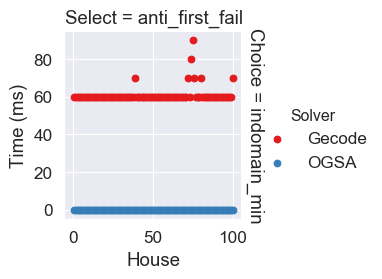 Select = anti_first_fail
Choice = indomain_min
Time (ms)
80
60
40
20
0
0
50
100
House
Solver
Gecode
OGSA